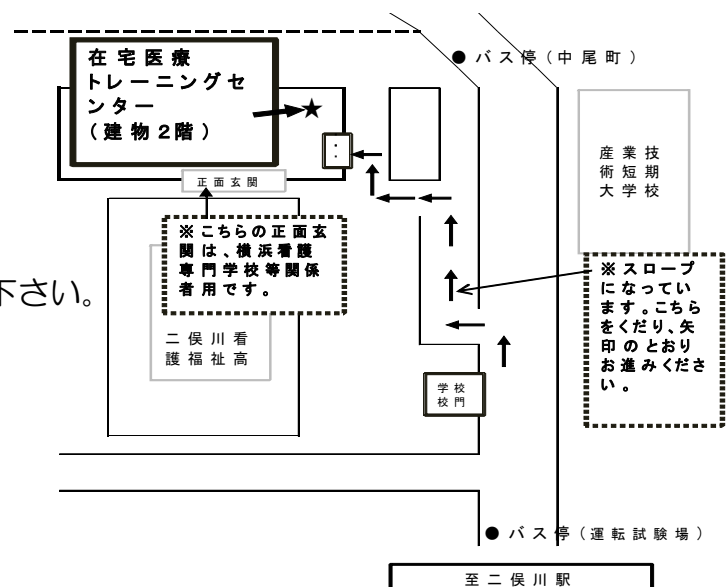 在宅医療
トレーニングセ
ンター
(建物2階)
★
● バス停(中尾町)
産業技
術短期
大学校
正面玄関
※こちらの正面玄
関は、横浜看護
専門学校等関係
者用です。
下さい。
※スロープ
になってい
ます。こちら
をくだり、矢
印のとおり
お進みくださ
い。
二俣川看
護福祉高
学校
校門
● バス停(運転試験場)
至二俣川駅